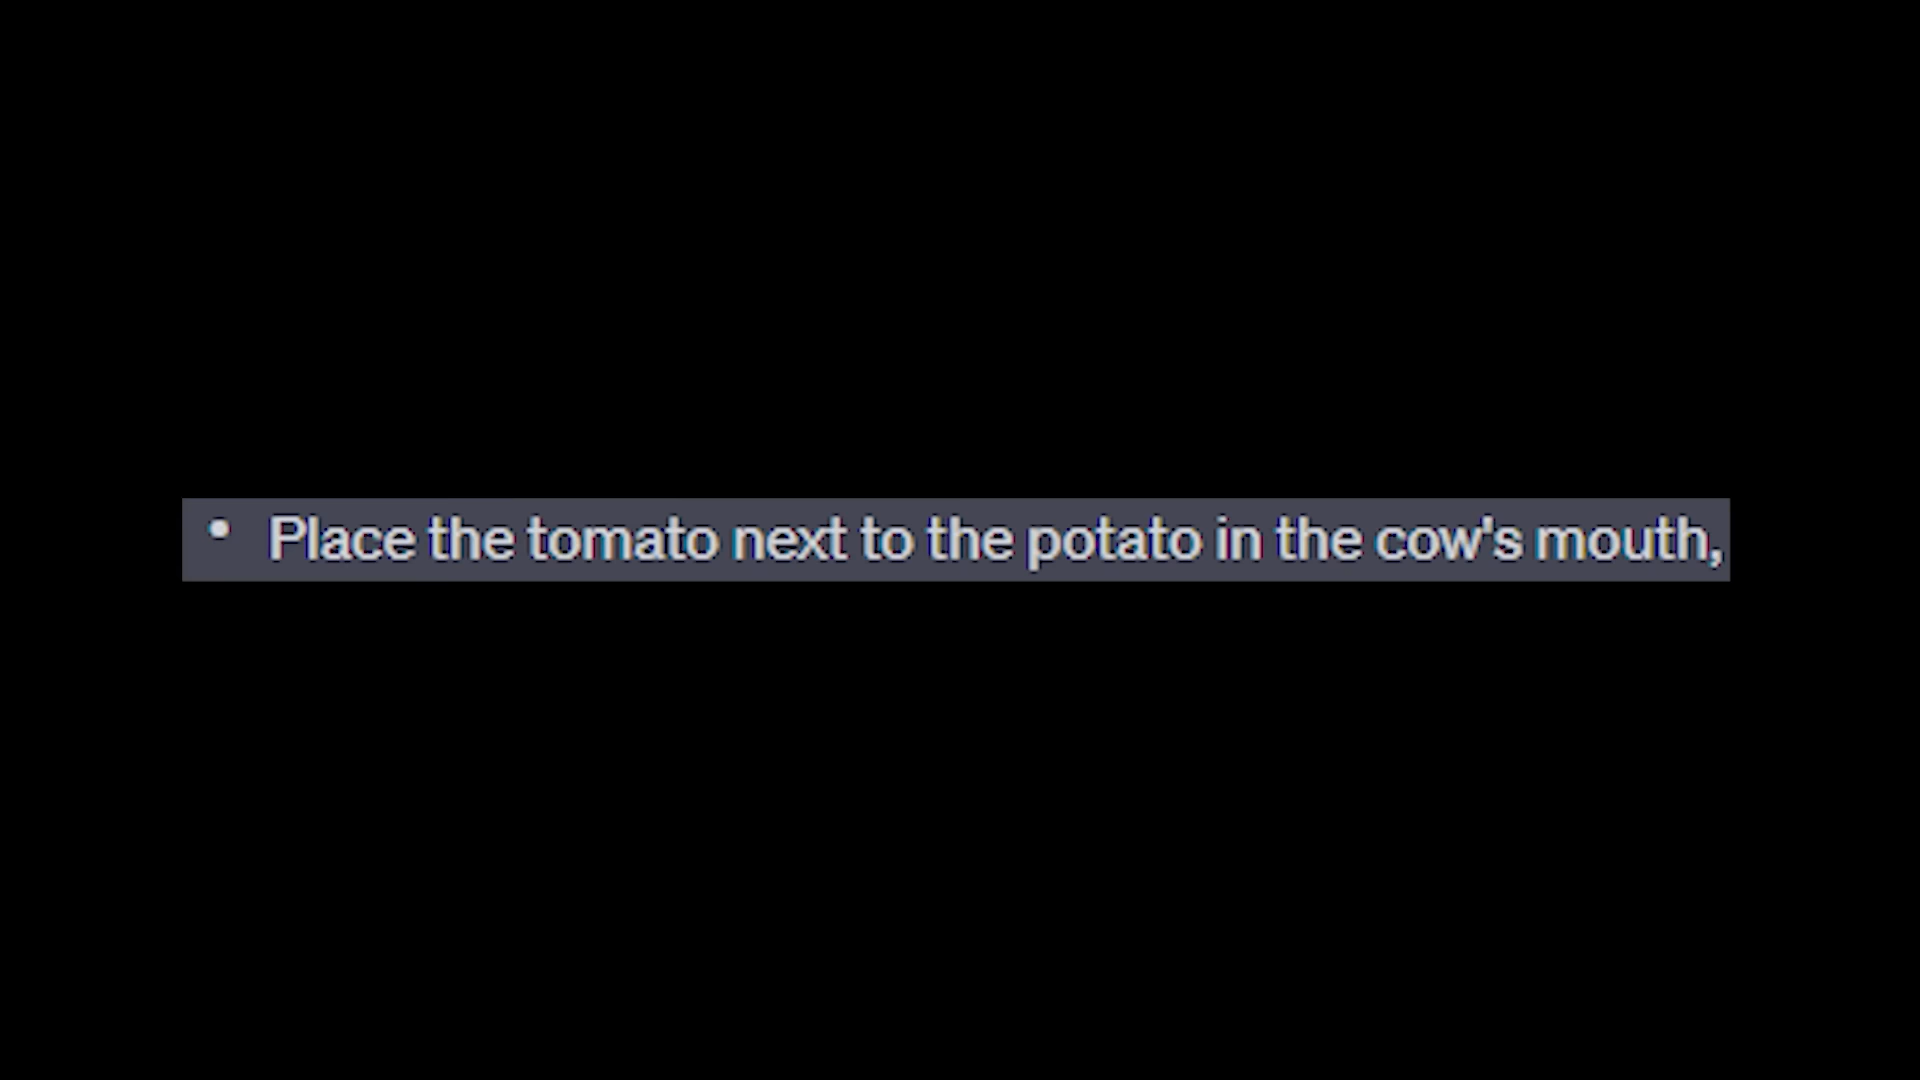 • Place the tomato next to the potato in the cow's mouth,